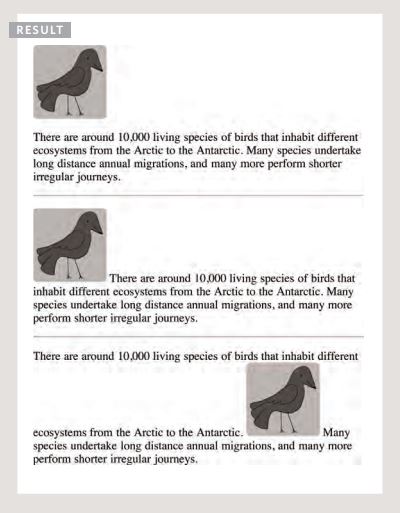 RESULT
There are around 10,000 living species of birds that inhabit different
ecosystems from the Arctic to the Antarctic. Many species undertake
long distance annual migrations, and many more perform shorter
irregular journeys.
There are around 10,000 living species of birds that
inhabit different ecosystems from the Arctic to the Antarctic. Many
species undertake long distance annual migrations, and many more
perform shorter irregular journeys.
There are around 10,000 living species of birds that inhabit different
ecosystems from the Arctic to the Antarctic. Many
species undertake long distance annual migrations, and many more
perform shorter irregular journeys.